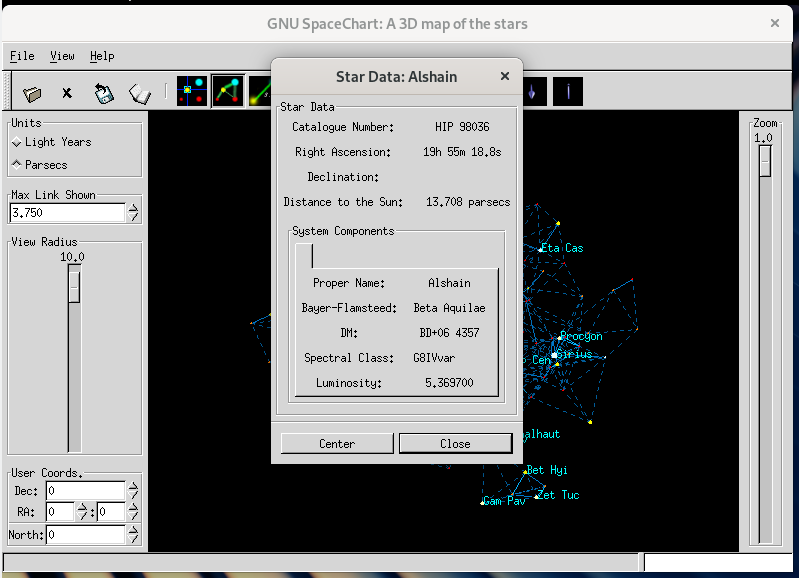 GNU SpaceChart: A 3D map of the stars
File View Help
Star Data: Alshain
Units
Light Years
Parsecs
Max Link Shown
3.750
View Radius
10.0
User Coords.
Dec: 0
RA: 0 : 0
North: 0
Star Data
Catalogue Number: HIP 98036
Right Ascension: 19h 55m 18.8s
Declination:
Distance to the Sun: 13.708 parsecs
System Components
Proper Name: Alshain
Bayer-Flamsteed: Beta Aquilae
DM: BD+06 4357
Spectral Class: G8IVvar
Luminosity: 5.369700
Center Close
Eta Cas
Procyon
Sirius
Cen
alhaut
Bet Hyi
Gam Pav
Zet Tuc
Zoom
1.0